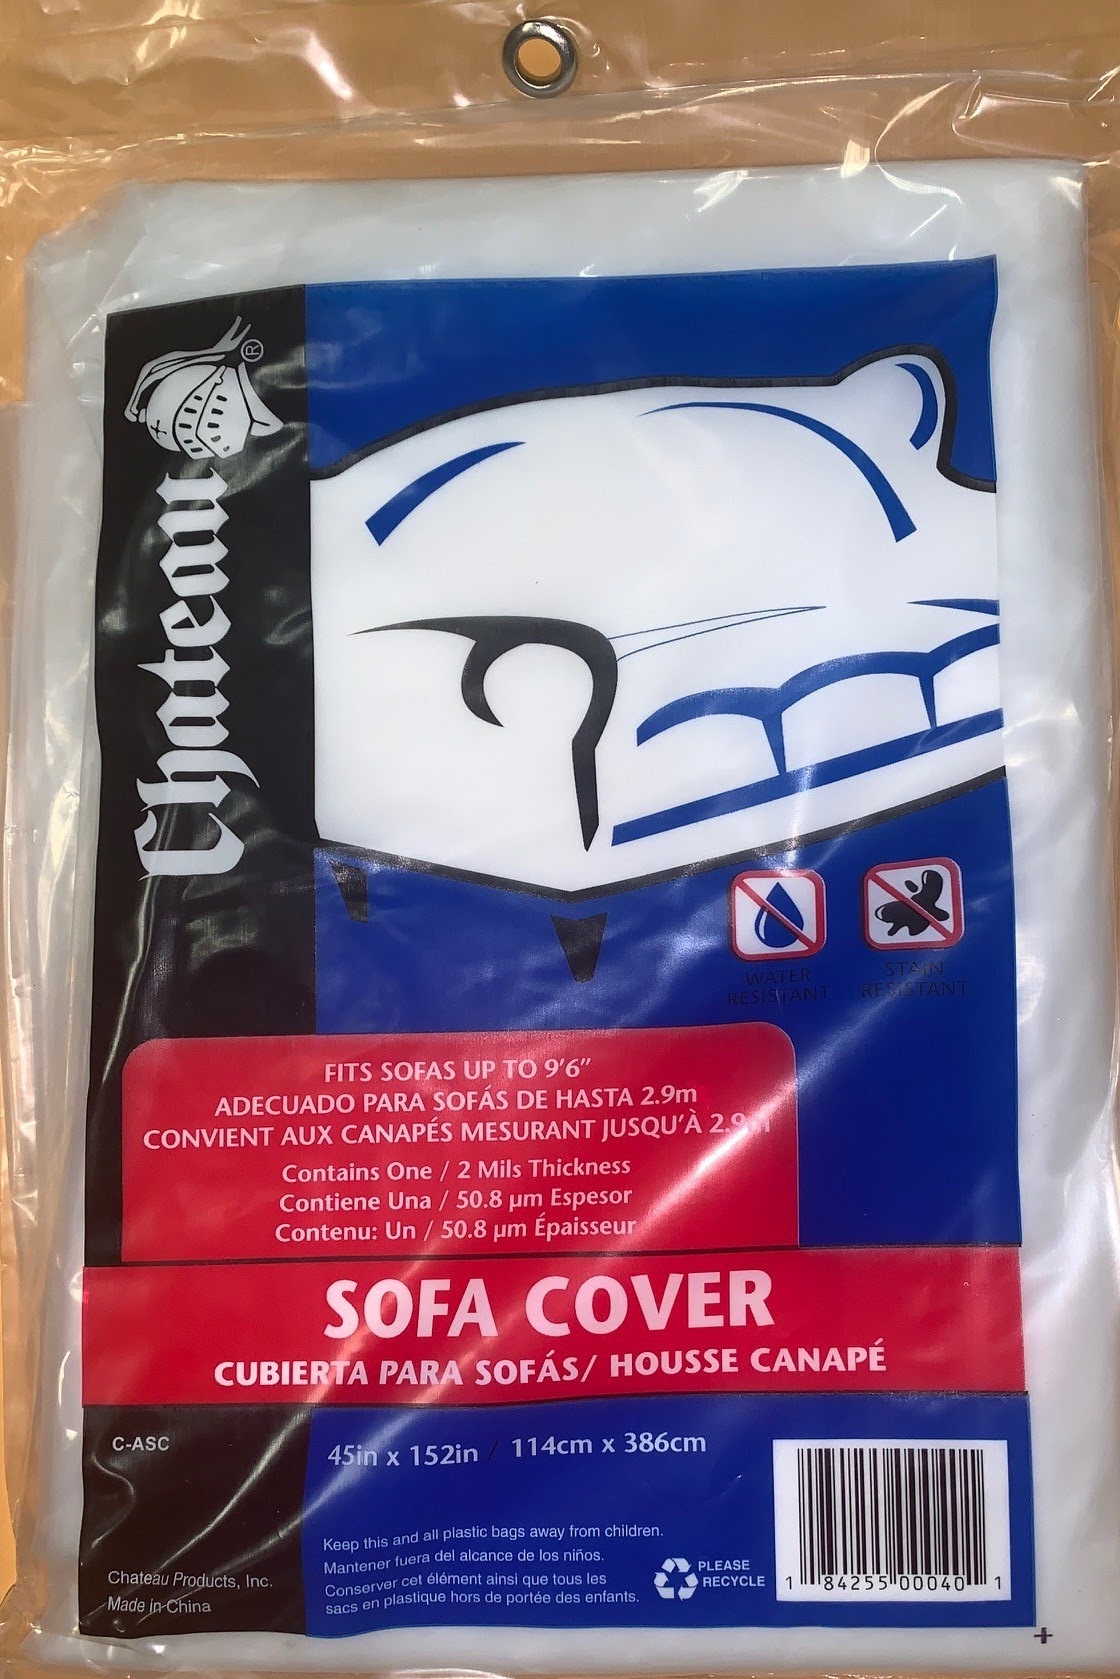 Chateau®
WATER
RESISTANT
STAIN
RESISTANT
FITS SOFAS UP TO 9'6"
ADECUADO PARA SOFÁS DE HASTA 2.9m
CONVIENT AUX CANAPÉS MESURANT JUSQU'À 2.9m
Contains One / 2 Mils Thickness
Contiene Una / 50.8 µm Espesor
Contenu: Un / 50.8 µm Épaisseur
SOFA COVER
CUBIERTA PARA SOFÁS/ HOUSSE CANAPÉ
C-ASC
45in x 152in / 114cm x 386cm
Keep this and all plastic bags away from children.
Mantener fuera del alcance de los niños.
Conserver cet élément ainsi que tous les
sacs en plastique hors de portée des enfants.
PLEASE
RECYCLE
Chateau Products, Inc.
Made in China
1 84255 00040 1